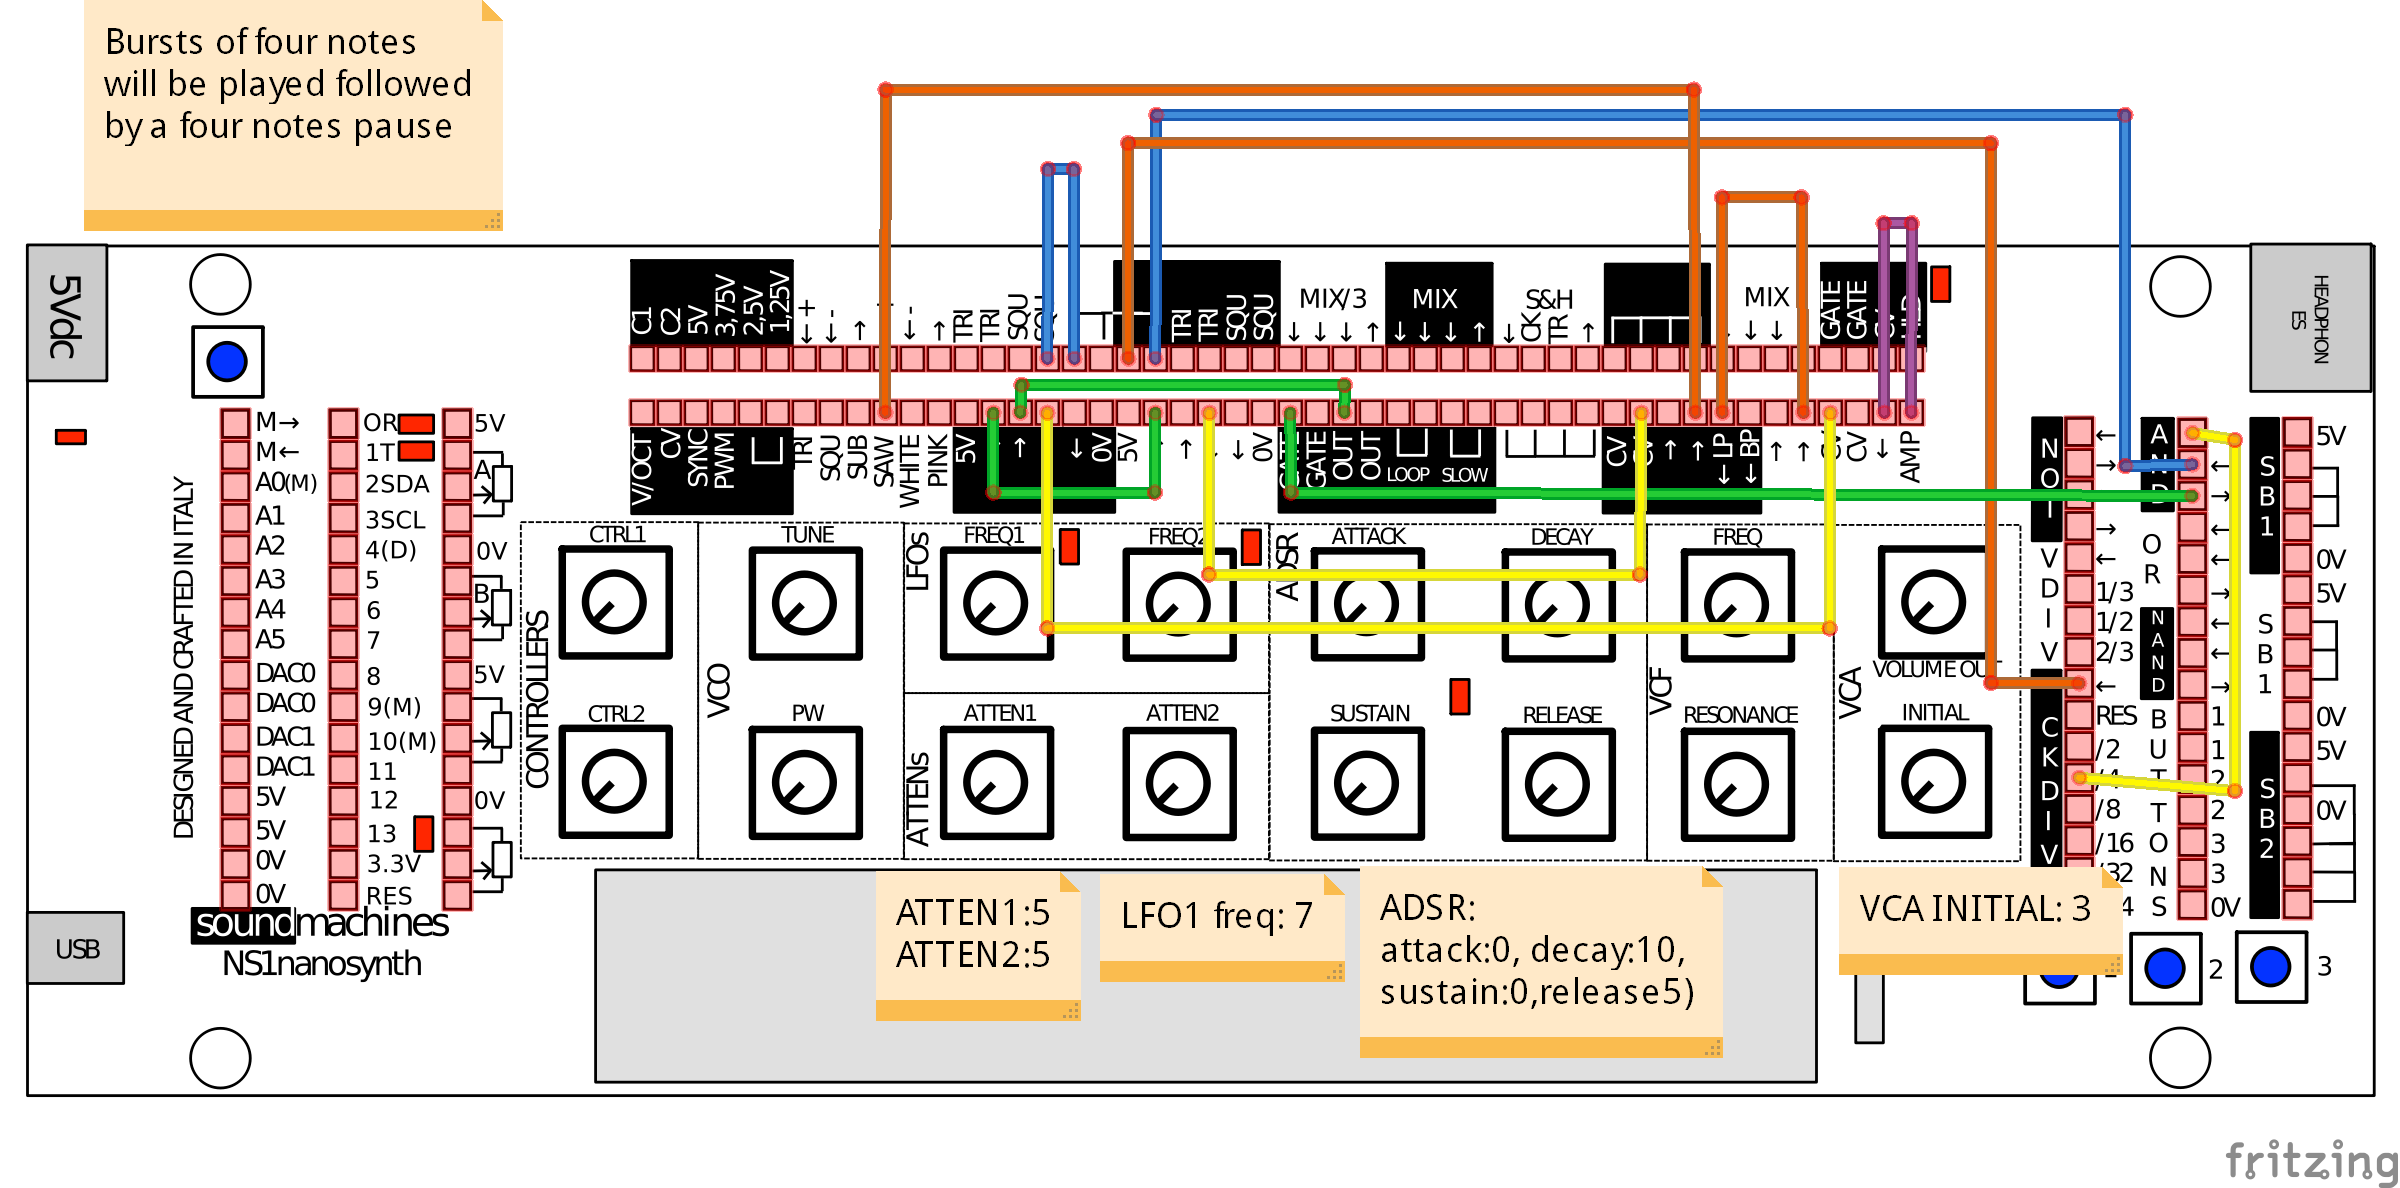 Bursts of four notes
will be played followed
by a four notes pause
5Vdc
HEADPHON
ES
C1
C2
5V
3,75V
2,5V
1,25V
+
-
-
TRI
TRI
SQU
TRI
TRI
SQU
SQU
MIX/3
↓ ↓ ↓ ↑
MIX
↓ ↓ ↓ ↑
S&H
↓
CK
TR
↑
MIX
↓ ↓
GATE
GATE
V/OCT
CV
SYNC
PWM
TRI
SQU
SUB
SAW
WHITE
PINK
5V
↑
↓
0V
5V
↑
↓
0V
GATE
GATE
OUT
OUT
LOOP
SLOW
CV
↑
↑
←LP
←BP
↑
↑
CV
↓
AMP
M→
M←
A0(M)
A1
A2
A3
A4
A5
DAC0
DAC0
DAC1
DAC1
5V
5V
0V
0V
OR
1T
2SDA
3SCL
4(D)
5
6
7
8
9(M)
10(M)
11
12
13
3.3V
RES
5V
A
0V
B
5V
0V
DESIGNED AND CRAFTED IN ITALY
CONTROLLERS
CTRL1
CTRL2
VCO
TUNE
PW
LFOs
FREQ1
FREQ2
ATTENs
ATTEN1
ATTEN2
ADSR
ATTACK
DECAY
SUSTAIN
RELEASE
VCF
FREQ
RESONANCE
VCA
VOLUME OUT
INITIAL
NOT
←
→
→
VDIV
←
1/3
1/2
2/3
CKDIV
←
RES
/2
/4
/8
/16
/32
AND
←
→
OR
←
→
NAND
←
←
→
BUTTONS
1
1
2
2
3
3
0V
SB1
5V
0V
SB1
5V
0V
SB2
5V
0V
soundmachines
NS1nanosynth
USB
ATTEN1:5
ATTEN2:5
LFO1 freq: 7
ADSR:
attack:0, decay:10,
sustain:0,release5)
VCA INITIAL: 3
2
3
fritzing